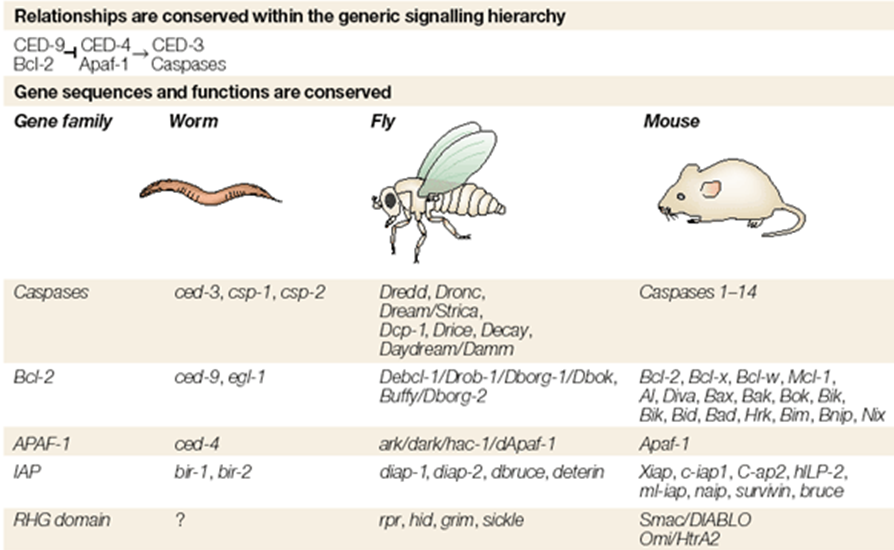 Relationships are conserved within the generic signalling hierarchy
CED-9⊣CED-4→CED-3
Bcl-2 Apaf-1 Caspases
Gene sequences and functions are conserved
Gene family Worm Fly Mouse
Caspases ced-3, csp-1, csp-2 Dredd, Dronc, Caspases 1–14
Dream/Strica,
Dcp-1, Drice, Decay,
Daydream/Damm
Bcl-2 ced-9, egl-1 Debcl-1/Drob-1/Dborg-1/Dbok, Bcl-2, Bcl-x, Bcl-w, Mcl-1,
Buffy/Dborg-2 Al, Diva, Bax, Bak, Bok, Bik,
Bik, Bid, Bad, Hrk, Bim, Bnip, Nix
APAF-1 ced-4 ark/dark/hac-1/dApaf-1 Apaf-1
IAP bir-1, bir-2 diap-1, diap-2, dbruce, deterin Xiap, c-iap1, C-ap2, hILP-2,
ml-iap, naip, survivin, bruce
RHG domain ? rpr, hid, grim, sickle Smac/DIABLO
Omi/HtrA2